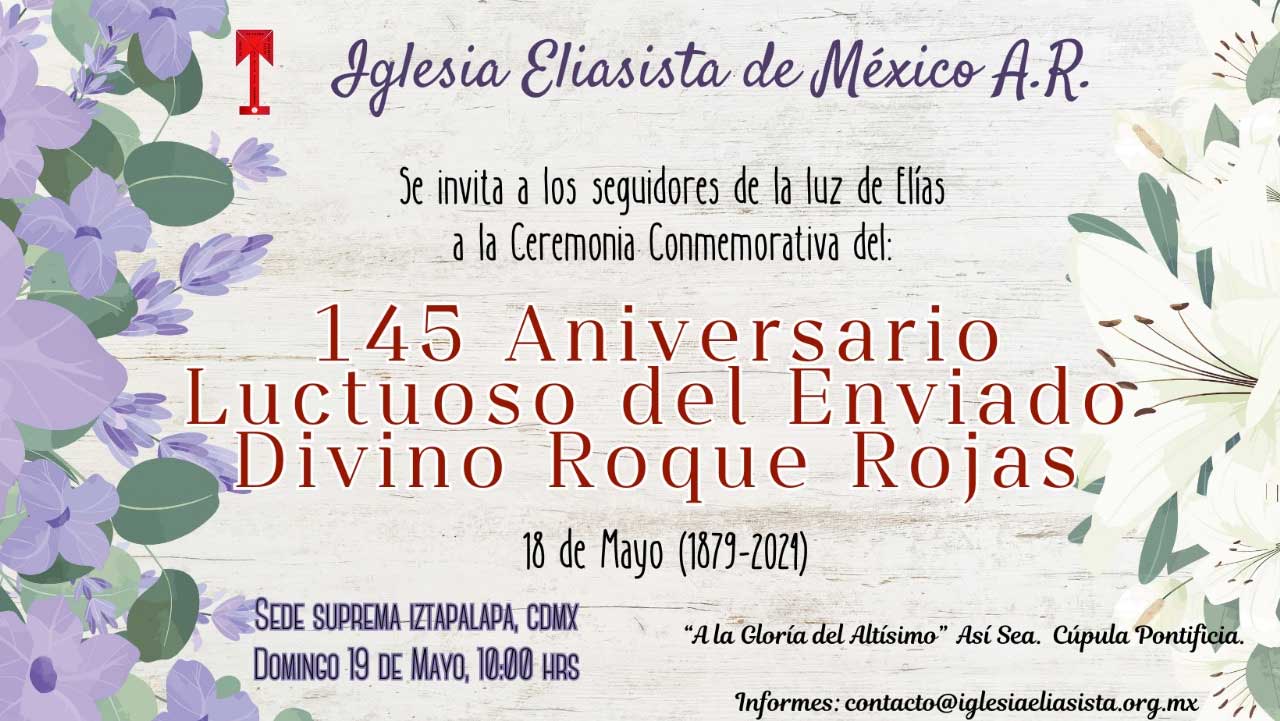 Iglesia Eliasista de México A.R.
Se invita a los seguidores de la luz de Elías
a la Ceremonia Conmemorativa del:
145 Aniversario
Luctuoso del Enviado
Divino Roque Rojas
18 de Mayo (1879-2024)
Sede suprema iztapalapa, cdmx
Domingo 19 de Mayo, 10:00 hrs
“A la Gloría del Altísimo” Así Sea. Cúpula Pontificia.
Informes: contacto@iglesiaeliasista.org.mx